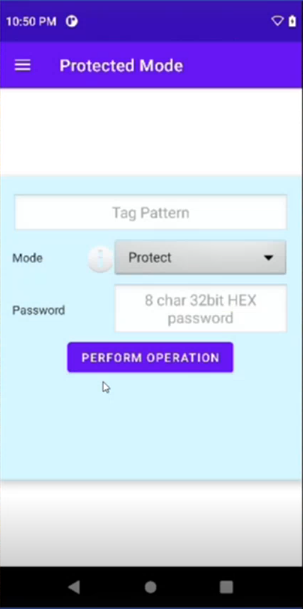 10:50 PM
Protected Mode
Tag Pattern
Mode
Protect
Password
8 char 32bit HEX
password
PERFORM OPERATION